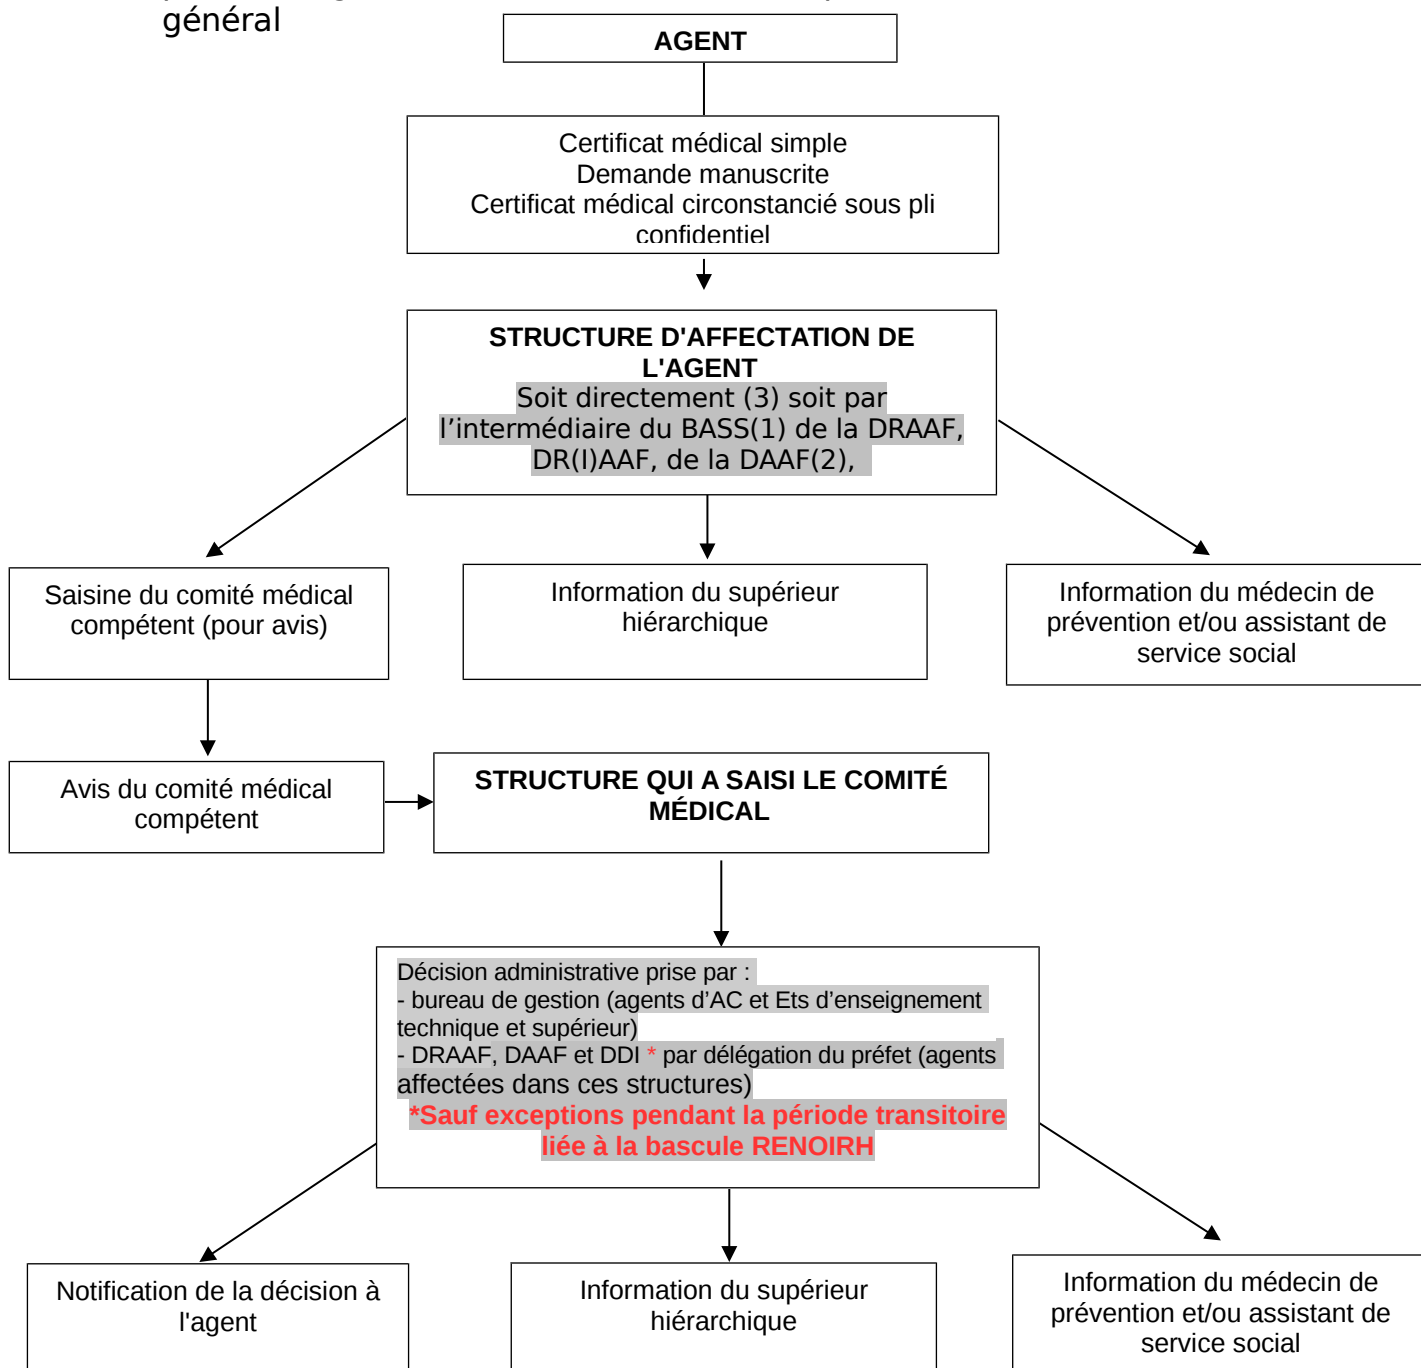 général
AGENT
Certificat médical simple
Demande manuscrite
Certificat médical circonstancié sous pli
confidentiel
STRUCTURE D'AFFECTATION DE
L'AGENT
Soit directement (3) soit par
l’intermédiaire du BASS(1) de la DRAAF,
DR(I)AAF, de la DAAF(2),
Saisine du comité médical
compétent (pour avis)
Information du supérieur
hiérarchique
Information du médecin de
prévention et/ou assistant de
service social
Avis du comité médical
compétent
STRUCTURE QUI A SAISI LE COMITÉ
MÉDICAL
Décision administrative prise par :
- bureau de gestion (agents d’AC et Ets d’enseignement
technique et supérieur)
- DRAAF, DAAF et DDI * par délégation du préfet (agents
affectées dans ces structures)
*Sauf exceptions pendant la période transitoire
liée à la bascule RENOIRH
Notification de la décision à
l'agent
Information du supérieur
hiérarchique
Information du médecin de
prévention et/ou assistant de
service social